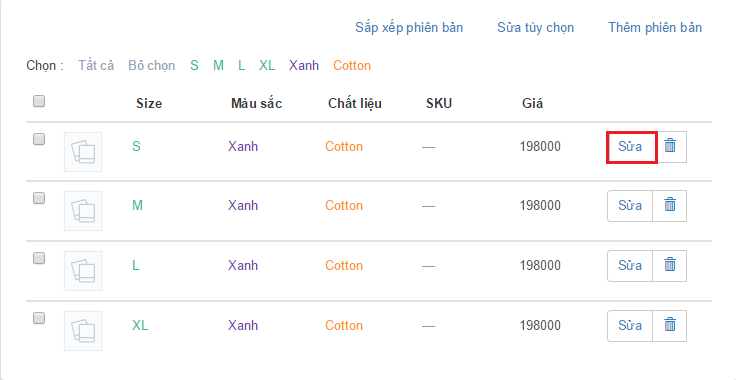 Sắp xếp phiên bản Sửa tùy chọn Thêm phiên bản
Chọn : Tất cả Bỏ chọn S M L XL Xanh Cotton
Size Màu sắc Chất liệu SKU Giá
S Xanh Cotton — 198000 Sửa
M Xanh Cotton — 198000 Sửa
L Xanh Cotton — 198000 Sửa
XL Xanh Cotton — 198000 Sửa